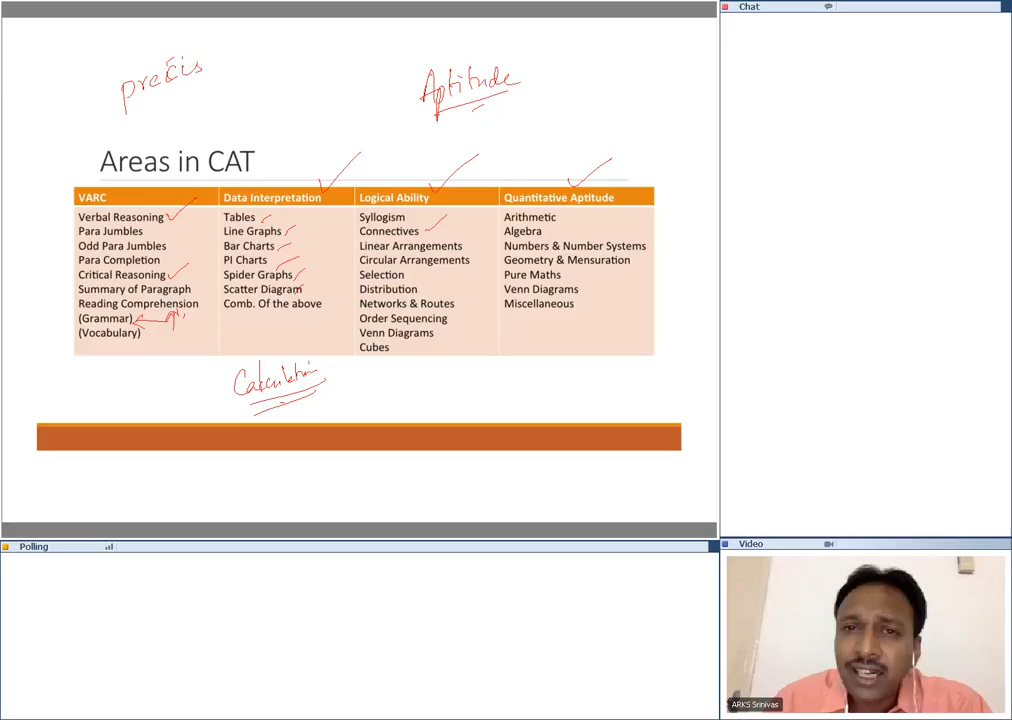 Chat
precis
Aptitude
Areas in CAT
VARC
Verbal Reasoning
Para Jumbles
Odd Para Jumbles
Para Completion
Critical Reasoning
Summary of Paragraph
Reading Comprehension
(Grammar)
(Vocabulary)
Data Interpretation
Tables
Line Graphs
Bar Charts
PI Charts
Spider Graphs
Scatter Diagram
Comb. Of the above
Logical Ability
Syllogism
Connectives
Linear Arrangements
Circular Arrangements
Selection
Distribution
Networks & Routes
Order Sequencing
Venn Diagrams
Cubes
Quantitative Aptitude
Arithmetic
Algebra
Numbers & Number Systems
Geometry & Mensuration
Pure Maths
Venn Diagrams
Miscellaneous
Calculation
Polling
Video
ARKS Srinivas